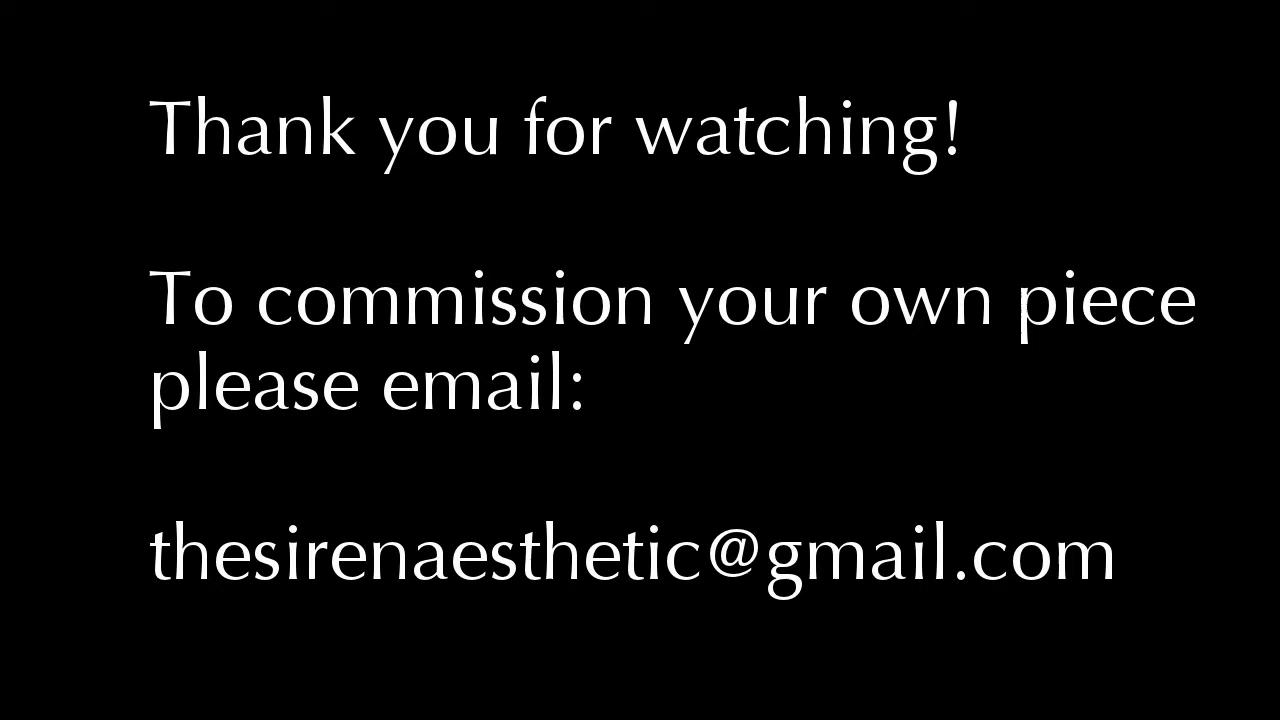 Thank you for watching!
To commission your own piece
please email:
thesirenaesthetic@gmail.com